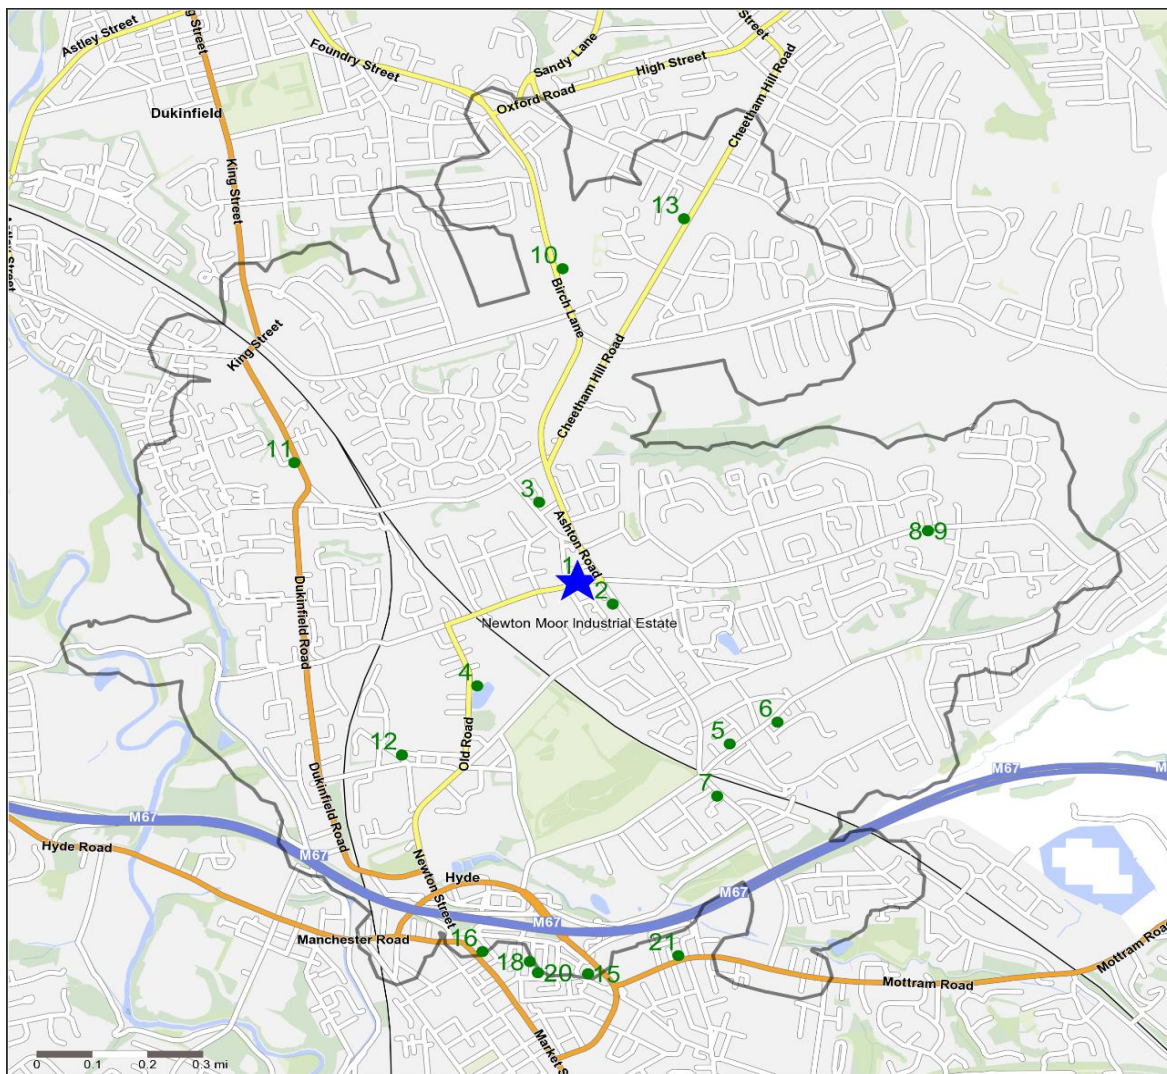 Astley Street
g Street
Foundry Street
Sandy Lane
Street
High Street
Oxford Road
Cheetham Hill Road
Dukinfield
King Street
13
10
Birch Lane
King Street
Cheetham Hill Road
11
3
Ashton Road
8 9
1
2
Newton Moor Industrial Estate
Dukinfield Road
4
6
5
12
Old Road
7
M67
M67
Dukinfield Road
Hyde Road
M67
Newton Street
Hyde
M67
M67
Manchester Road
16
18
20
15
21
Mottram Road
Mottram Road
Market S
0 0.1 0.2 0.3 mi